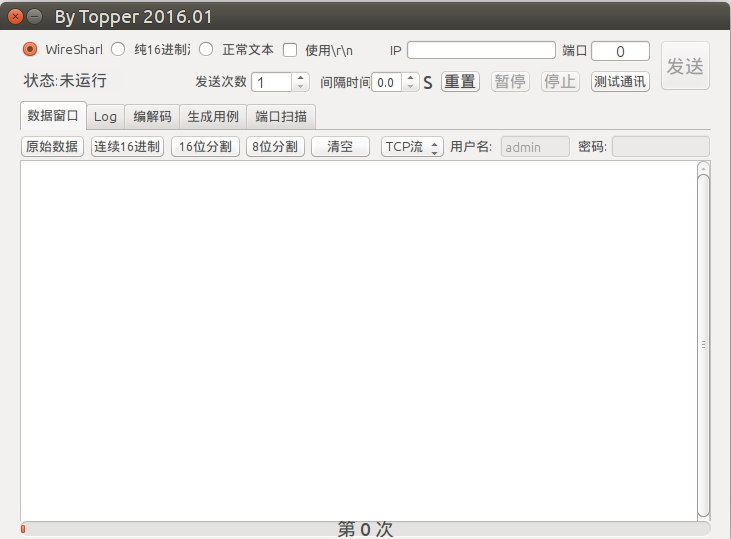 By Topper 2016.01
WireSharl 纯16进制 正常文本 使用\r\n IP 端口 0 发送
状态:未运行 发送次数 1 间隔时间 0.0 S 重置 暂停 停止 测试通讯
数据窗口 Log 编解码 生成用例 端口扫描
原始数据 连续16进制 16位分割 8位分割 清空 TCP流 用户名: admin 密码:
第 0 次